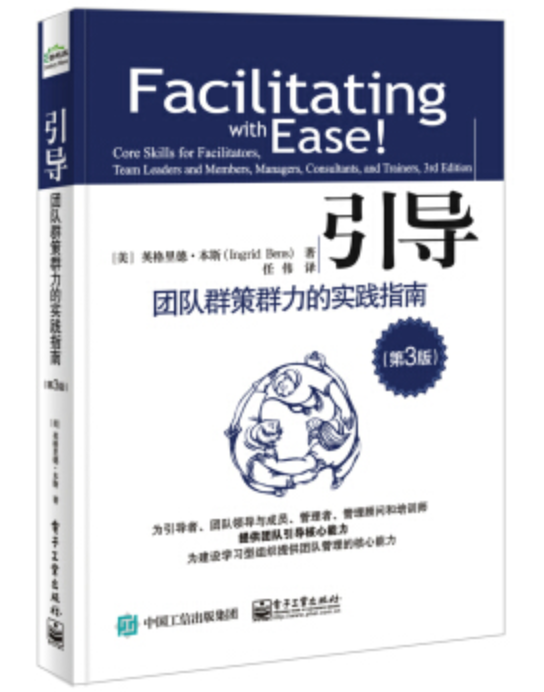 引导
团队群策群力的实践指南
(第3版)
[美] 英格里德·本斯 著
电子工业出版社
Facilitating
with Ease!
Core Skills for Facilitators,
Team Leaders and Members, Managers, Consultants, and Trainers, 3rd Edition
[美] 英格里德·本斯(Ingrid Bens) 著
任伟 译
引导
团队群策群力的实践指南
(第3版)
为引导者、团队领导与成员、管理者、管理顾问和培训师
提供团队引导核心能力
为建设学习型组织提供团队管理的核心能力
中国工信出版集团 电子工业出版社